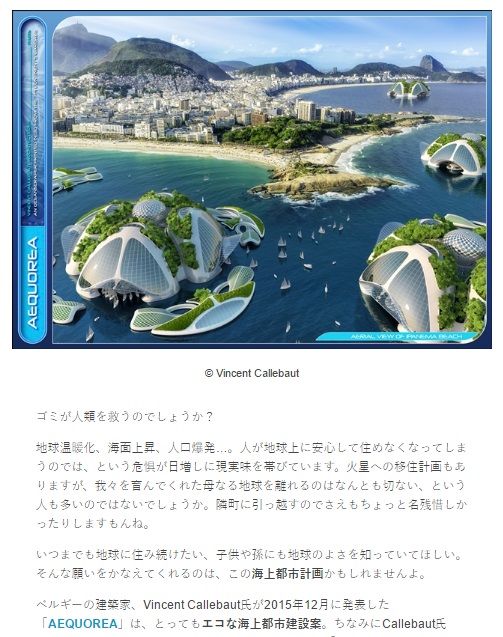 AEQUOREA
AERIAL VIEW OF IPANEMA BEACH
© Vincent Callebaut
ゴミが人類を救うのでしょうか？
地球温暖化、海面上昇、人口爆発…。人が地球上に安心して住めなくなってしま
うのでは、という危惧が日増しに現実味を帯びています。火星への移住計画もあ
りますが、我々を育んでくれた母なる地球を離れるのはなんとも切ない、という
人も多いのではないでしょうか。隣町に引っ越すのでさえもちょっと名残惜しか
ったりしますもんね。
いつまでも地球に住み続けたい、子供や孫にも地球のよさを知っていてほしい。
そんな願いをかなえてくれるのは、この海上都市計画かもしれませんよ。
ベルギーの建築家、Vincent Callebaut氏が2015年12月に発表した
「AEQUOREA」は、とってもエコな海上都市建設案。ちなみにCallebaut氏